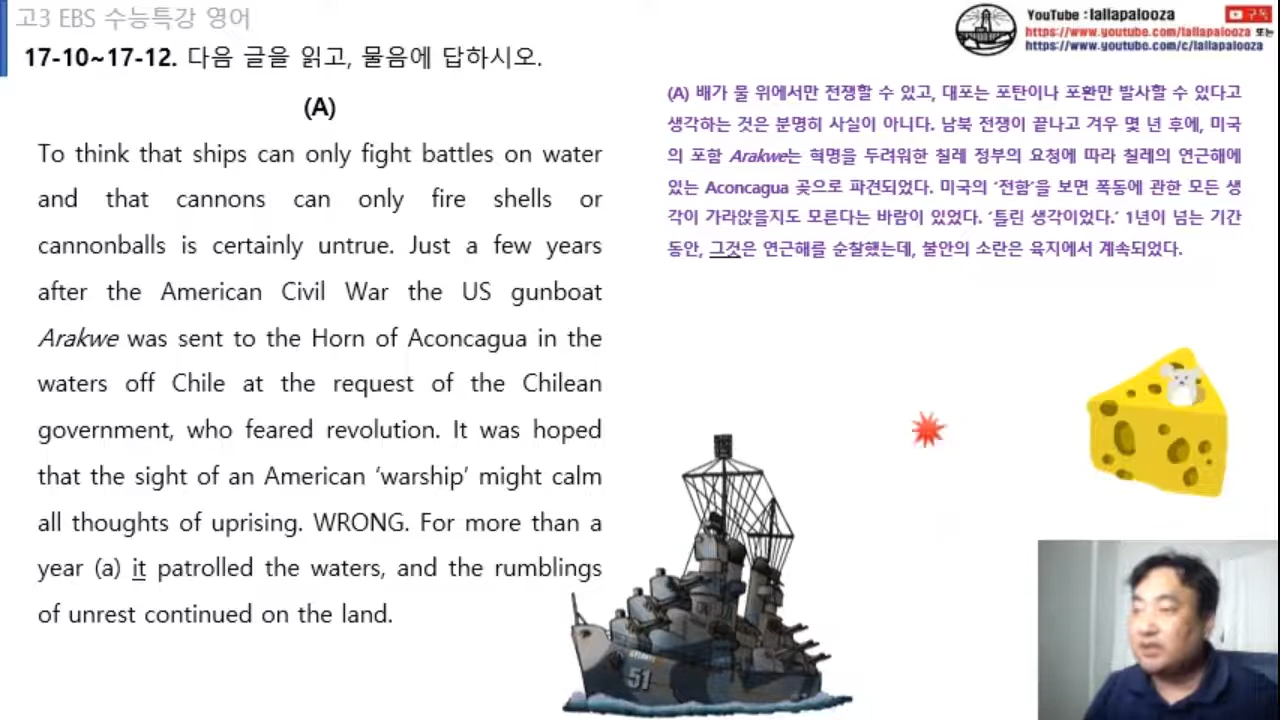 고3 EBS 수능특강 영어
17-10~17-12. 다음 글을 읽고, 물음에 답하시오.
YouTube : lallapalooza
구독
https://www.youtube.com/lallapalooza 또는
https://www.youtube.com/c/lallapalooza
(A)
To think that ships can only fight battles on water
and that cannons can only fire shells or
cannonballs is certainly untrue. Just a few years
after the American Civil War the US gunboat
Arakwe was sent to the Horn of Aconcagua in the
waters off Chile at the request of the Chilean
government, who feared revolution. It was hoped
that the sight of an American ‘warship’ might calm
all thoughts of uprising. WRONG. For more than a
year (a) it patrolled the waters, and the rumblings
of unrest continued on the land.
(A) 배가 물 위에서만 전쟁할 수 있고, 대포는 포탄이나 포환만 발사할 수 있다고
생각하는 것은 분명히 사실이 아니다. 남북 전쟁이 끝나고 겨우 몇 년 후에, 미국
의 포함 Arakwe는 혁명을 두려워한 칠레 정부의 요청에 따라 칠레의 연근해에
있는 Aconcagua 곶으로 파견되었다. 미국의 ‘전함’을 보면 폭동에 관한 모든 생
각이 가라앉을지도 모른다는 바람이 있었다. ‘틀린 생각이었다.’ 1년이 넘는 기간
동안, 그것은 연근해를 순찰했는데, 불안의 소란은 육지에서 계속되었다.
51